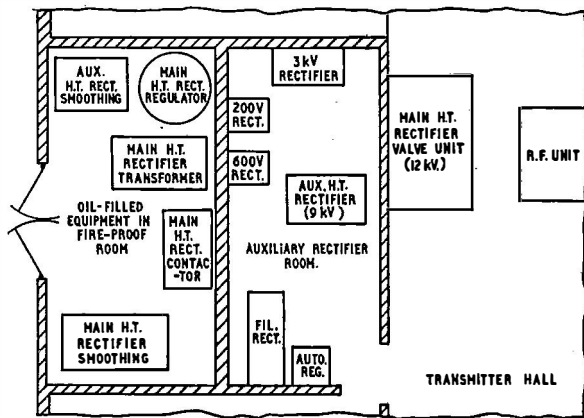 AUX.
H.T. RECT.
SMOOTHING
MAIN
H.T. RECT.
REGULATOR
MAIN H.T.
RECTIFIER
TRANSFORMER
OIL-FILLED
EQUIPMENT IN
FIRE-PROOF
ROOM
MAIN
H.T.
RECT.
CONTAC
-TOR
MAIN H.T.
RECTIFIER
SMOOTHING
3kV
RECTIFIER
200V
RECT.
600V
RECT.
AUX. H.T.
RECTIFIER
(9 kV)
AUXILIARY RECTIFIER
ROOM.
FIL.
RECT.
AUTO.
REG.
MAIN H.T.
RECTIFIER
VALVE UNIT
(12 kV.)
R.F. UNIT
TRANSMITTER HALL